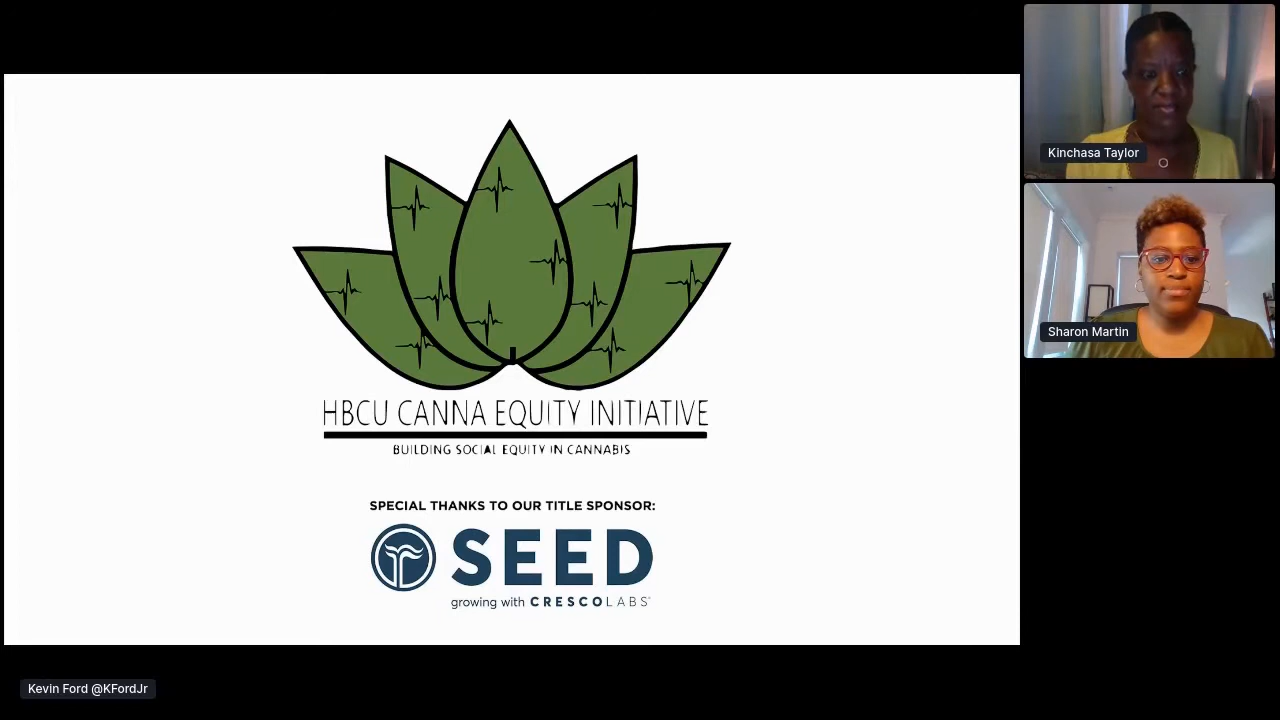 HBCU CANNA EQUITY INITIATIVE
BUILDING SOCIAL EQUITY IN CANNABIS
SPECIAL THANKS TO OUR TITLE SPONSOR:
SEED
growing with CRESCOLABS
Kinchasa Taylor
Sharon Martin
Kevin Ford @KFordJr